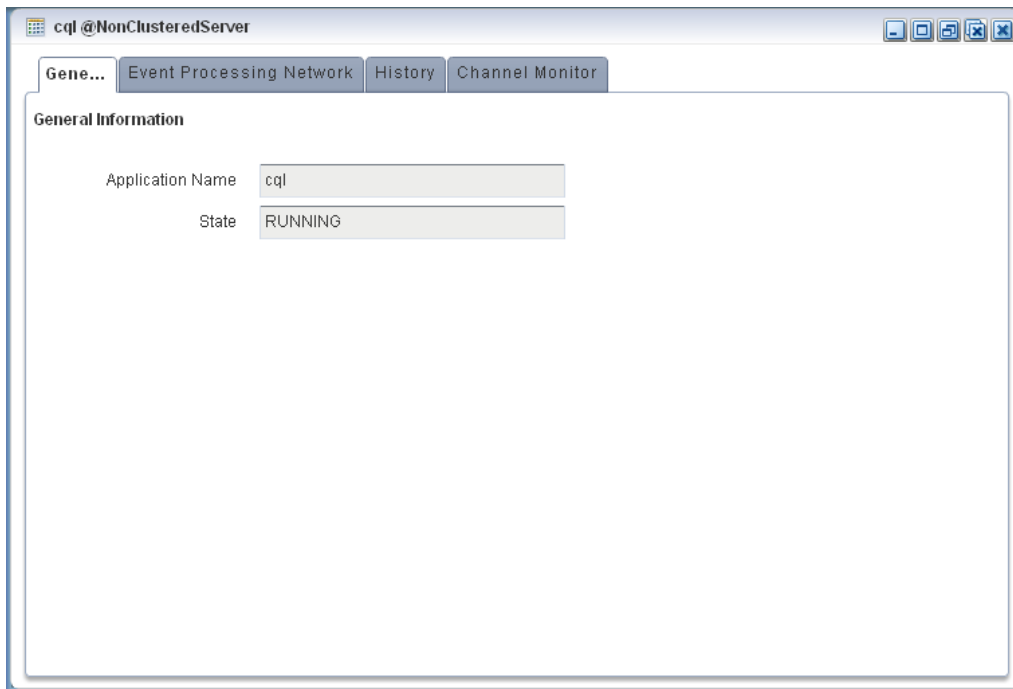 cql @NonClusteredServer
Gene... Event Processing Network History Channel Monitor
General Information
Application Name cql
State RUNNING